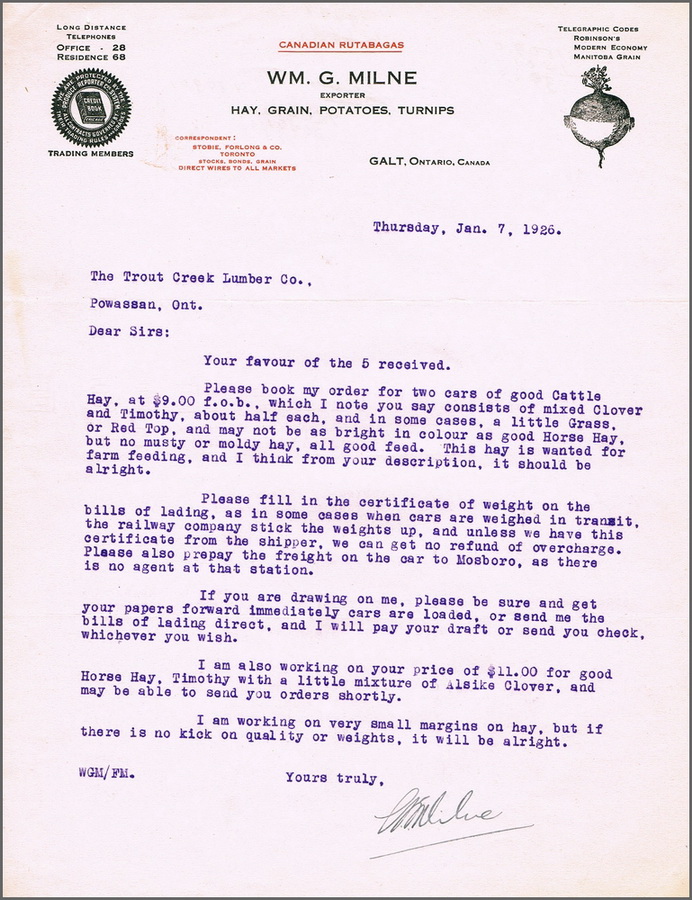 LONG DISTANCE
TELEPHONES
OFFICE - 28
RESIDENCE 68
CREDIT
BOOK
TRADING MEMBERS
CANADIAN RUTABAGAS
WM. G. MILNE
EXPORTER
HAY, GRAIN, POTATOES, TURNIPS
CORRESPONDENT:
STOBIE, FORLONG & CO.
TORONTO
STOCKS, BONDS, GRAIN
DIRECT WIRES TO ALL MARKETS
GALT, ONTARIO, CANADA
TELEGRAPHIC CODES
ROBINSON'S
MODERN ECONOMY
MANITOBA GRAIN
Thursday, Jan. 7, 1926.
The Trout Creek Lumber Co.,
Powassan, Ont.
Dear Sirs:
Your favour of the 5 received.
Please book my order for two cars of good Cattle
Hay, at $9.00 f.o.b., which I note you say consists of mixed Clover
and Timothy, about half each, and in some cases, a little Grass,
or Red Top, and may not be as bright in colour as good Horse Hay,
but no musty or moldy hay, all good feed. This hay is wanted for
farm feeding, and I think from your description, it should be
alright.
Please fill in the certificate of weight on the
bills of lading, as in some cases when cars are weighed in transit,
the railway company stick the weights up, and unless we have this
certificate from the shipper, we can get no refund of overcharge.
Please also prepay the freight on the car to Mosboro, as there
is no agent at that station.
If you are drawing on me, please be sure and get
your papers forward immediately cars are loaded, or send me the
bills of lading direct, and I will pay your draft or send you check,
whichever you wish.
I am also working on your price of $11.00 for good
Horse Hay, Timothy with a little mixture of Alsike Clover, and
may be able to send you orders shortly.
I am working on very small margins on hay, but if
there is no kick on quality or weights, it will be alright.
WGM/FM.
Yours truly,
WGMilne